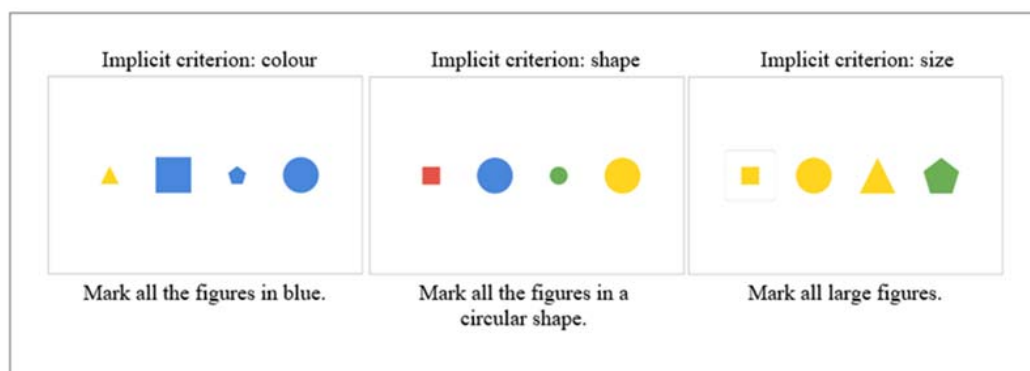 Implicit criterion: colour
Implicit criterion: shape
Implicit criterion: size
Mark all the figures in blue.
Mark all the figures in a
circular shape.
Mark all large figures.